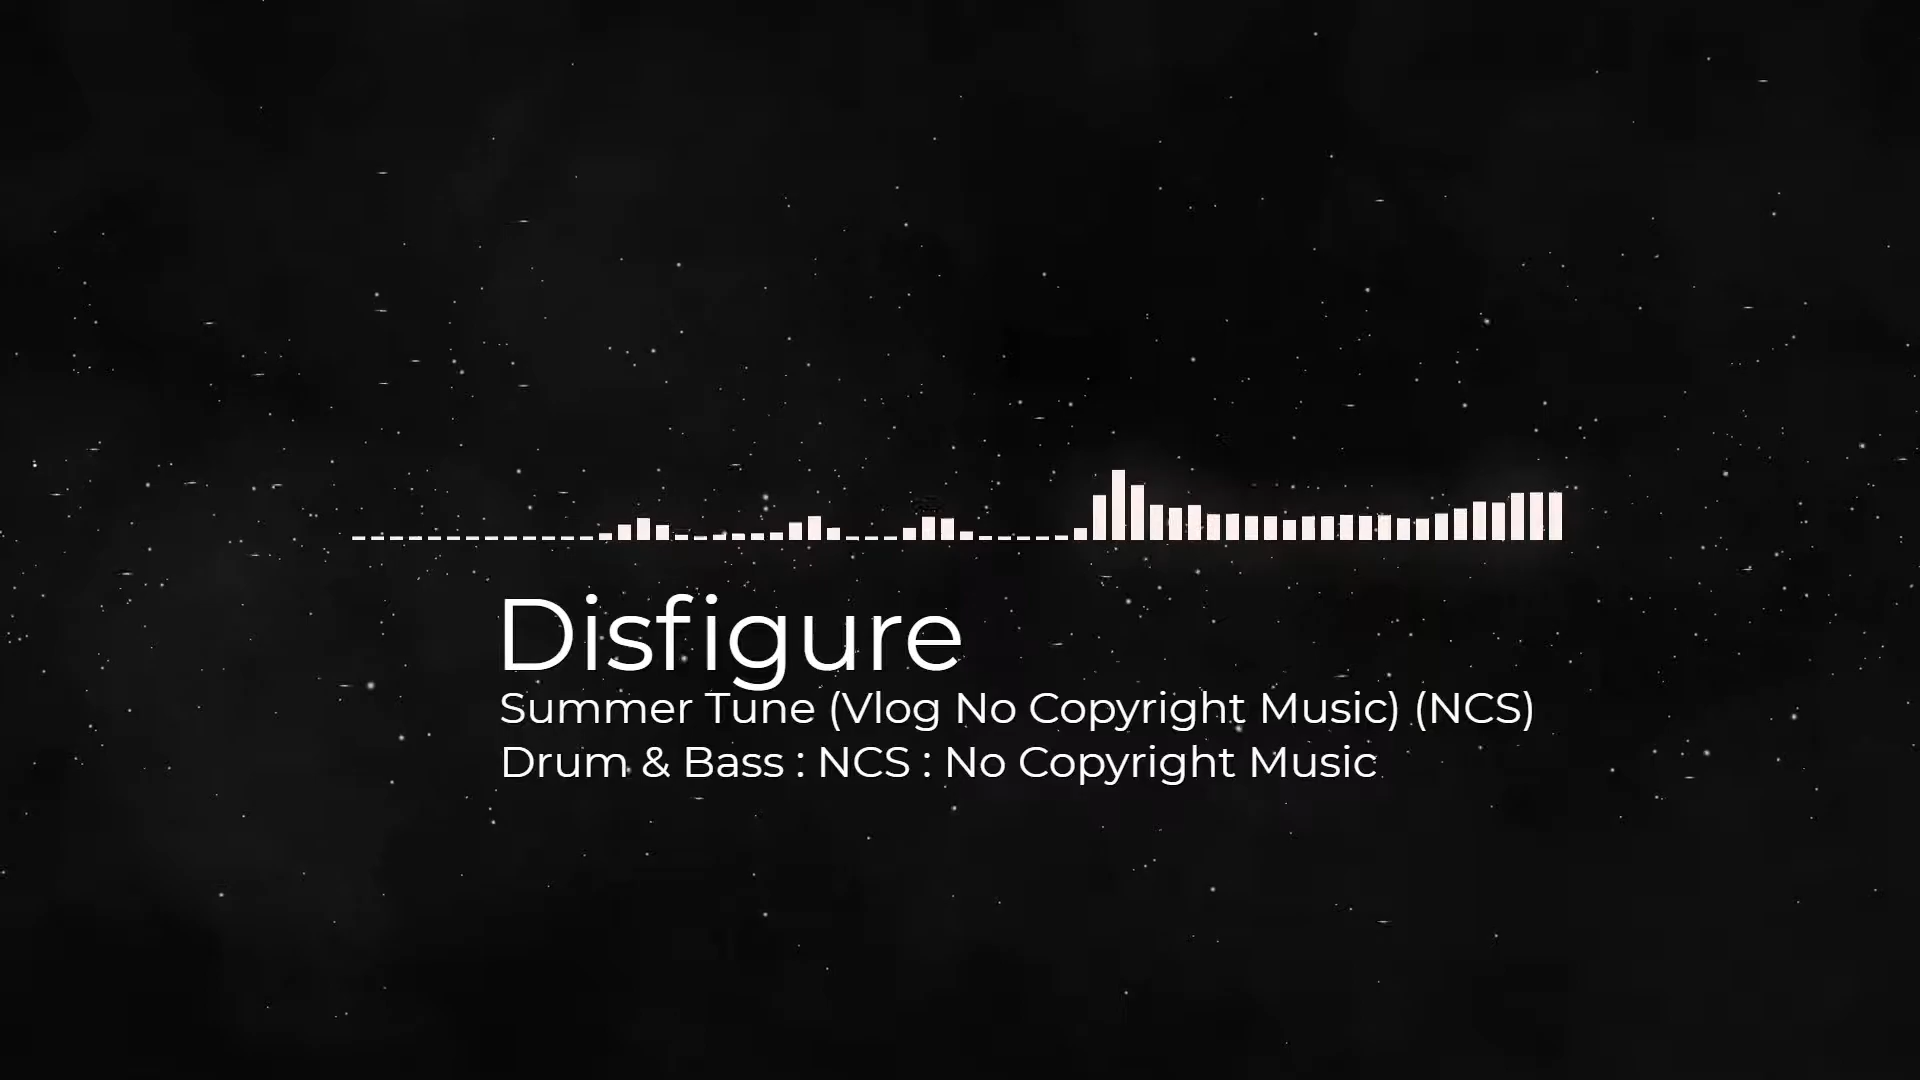 Disfigure
Summer Tune (Vlog No Copyright Music) (NCS)
Drum & Bass : NCS : No Copyright Music